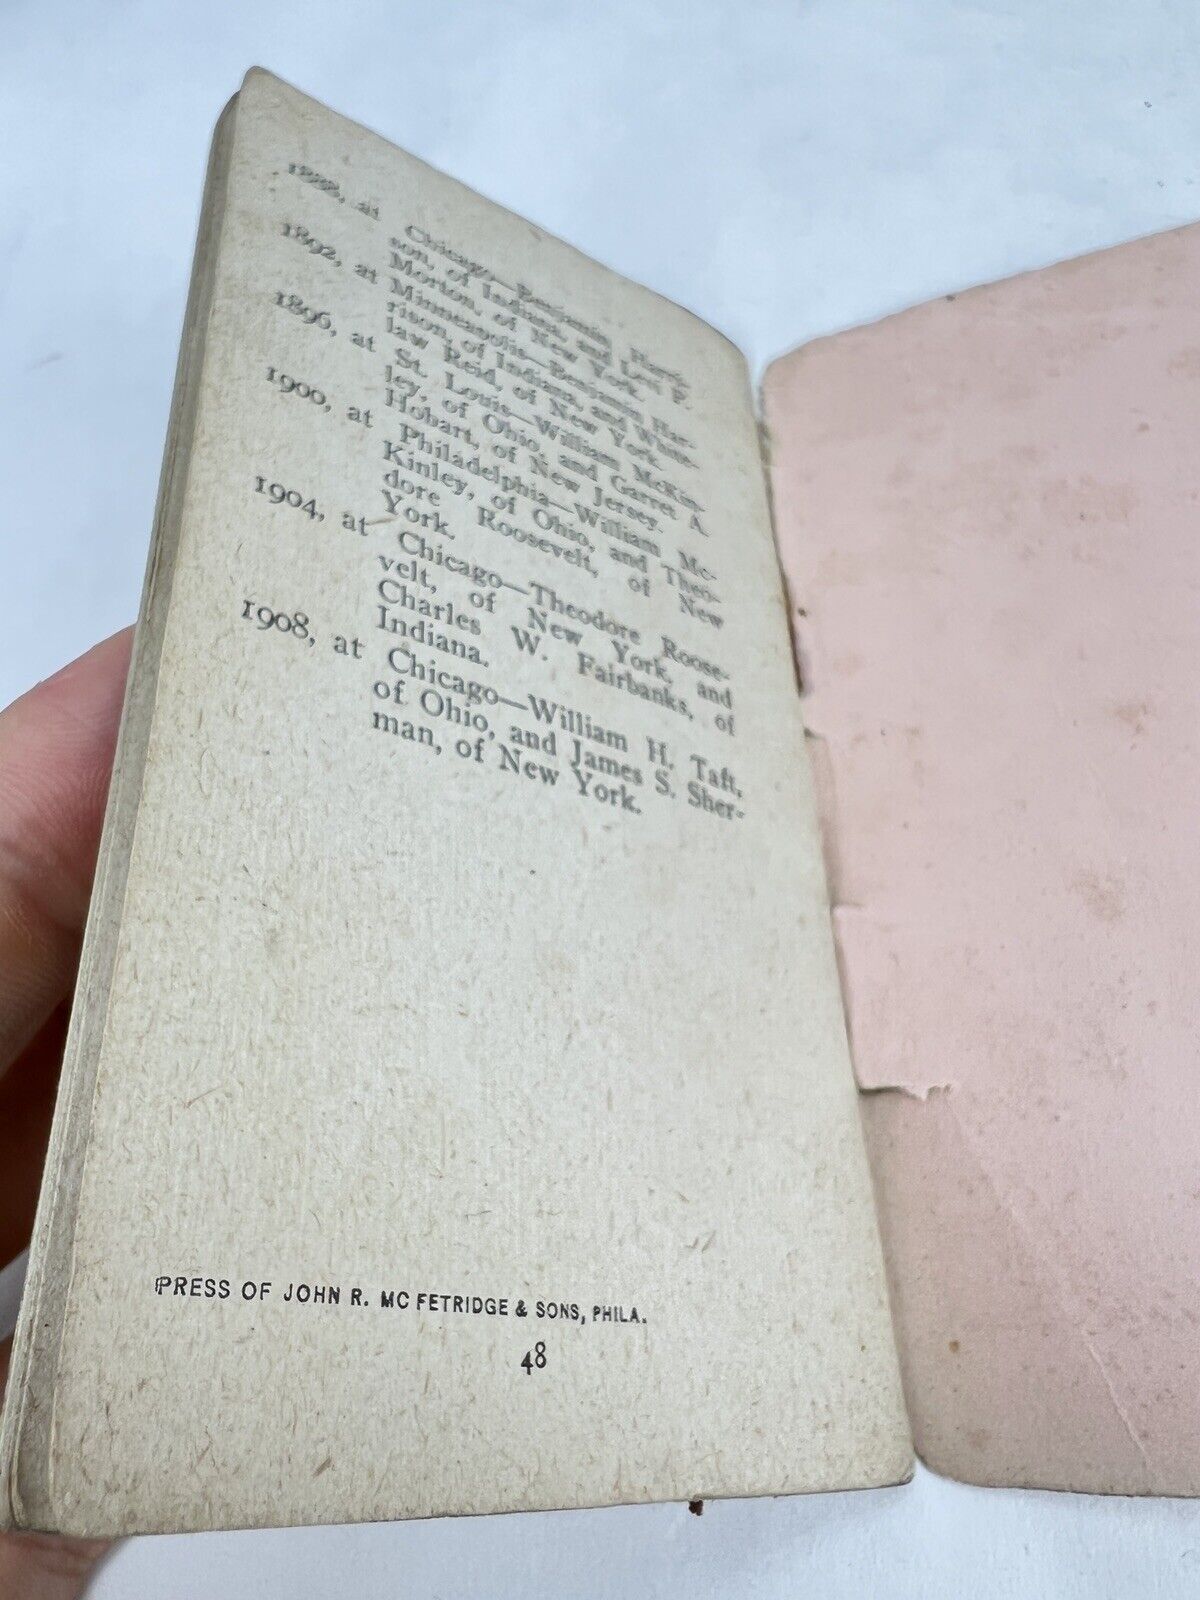 1888, at Chicago—Benjamin Harri-
son, of Indiana, and Levi P.
Morton, of New York.
1892, at Minneapolis—Benjamin Har-
rison, of Indiana, and White-
law Reid, of New York.
1896, at St. Louis—William McKin-
ley, of Ohio, and Garret A.
Hobart, of New Jersey.
1900, at Philadelphia—William Mc-
Kinley, of Ohio, and Theo-
dore Roosevelt, of New
York.
1904, at Chicago—Theodore Roose-
velt, of New York, and
Charles W. Fairbanks, of
Indiana.
1908, at Chicago—William H. Taft,
of Ohio, and James S. Sher-
man, of New York.
PRESS OF JOHN R. MC FETRIDGE & SONS, PHILA.
48